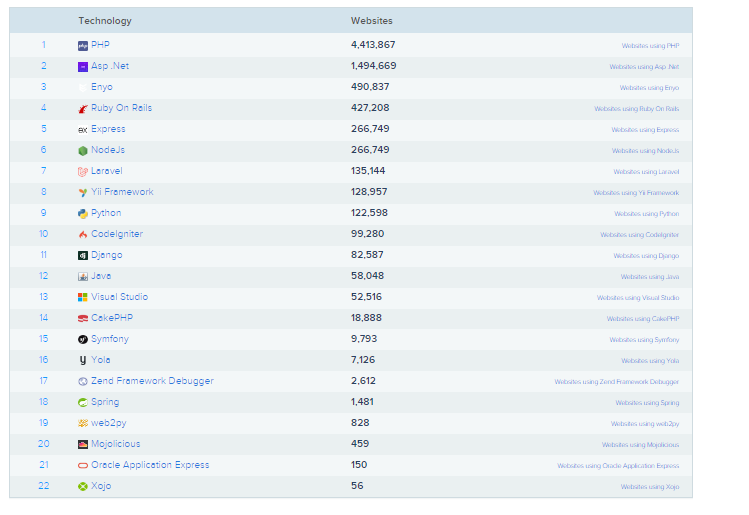 Technology Websites
1 PHP 4,413,867 Websites using PHP
2 Asp .Net 1,494,669 Websites using Asp .Net
3 Enyo 490,837 Websites using Enyo
4 Ruby On Rails 427,208 Websites using Ruby On Rails
5 ex Express 266,749 Websites using Express
6 NodeJs 266,749 Websites using NodeJs
7 Laravel 135,144 Websites using Laravel
8 Yii Framework 128,957 Websites using Yii Framework
9 Python 122,598 Websites using Python
10 CodeIgniter 99,280 Websites using CodeIgniter
11 dj Django 82,587 Websites using Django
12 Java 58,048 Websites using Java
13 Visual Studio 52,516 Websites using Visual Studio
14 CakePHP 18,888 Websites using CakePHP
15 sf Symfony 9,793 Websites using Symfony
16 y Yola 7,126 Websites using Yola
17 Zend Framework Debugger 2,612 Websites using Zend Framework Debugger
18 Spring 1,481 Websites using Spring
19 web2py 828 Websites using web2py
20 Mojolicious 459 Websites using Mojolicious
21 Oracle Application Express 150 Websites using Oracle Application Express
22 Xojo 56 Websites using Xojo